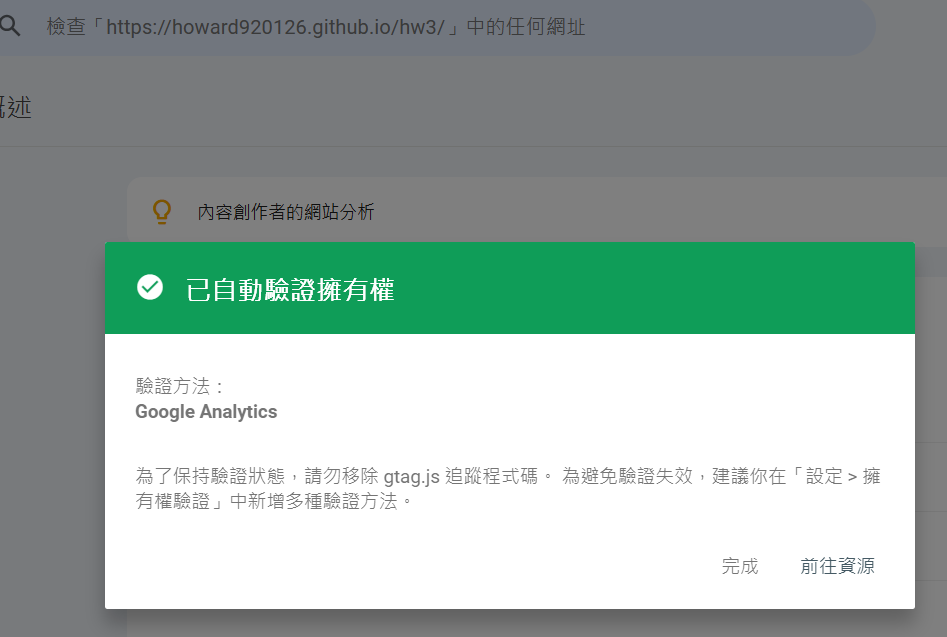 檢查「https://howard920126.github.io/hw3/」中的任何網址
概述
內容創作者的網站分析
已自動驗證擁有權
驗證方法：
Google Analytics
為了保持驗證狀態，請勿移除 gtag.js 追蹤程式碼。 為避免驗證失效，建議你在「設定 > 擁
有權驗證」中新增多種驗證方法。
完成
前往資源